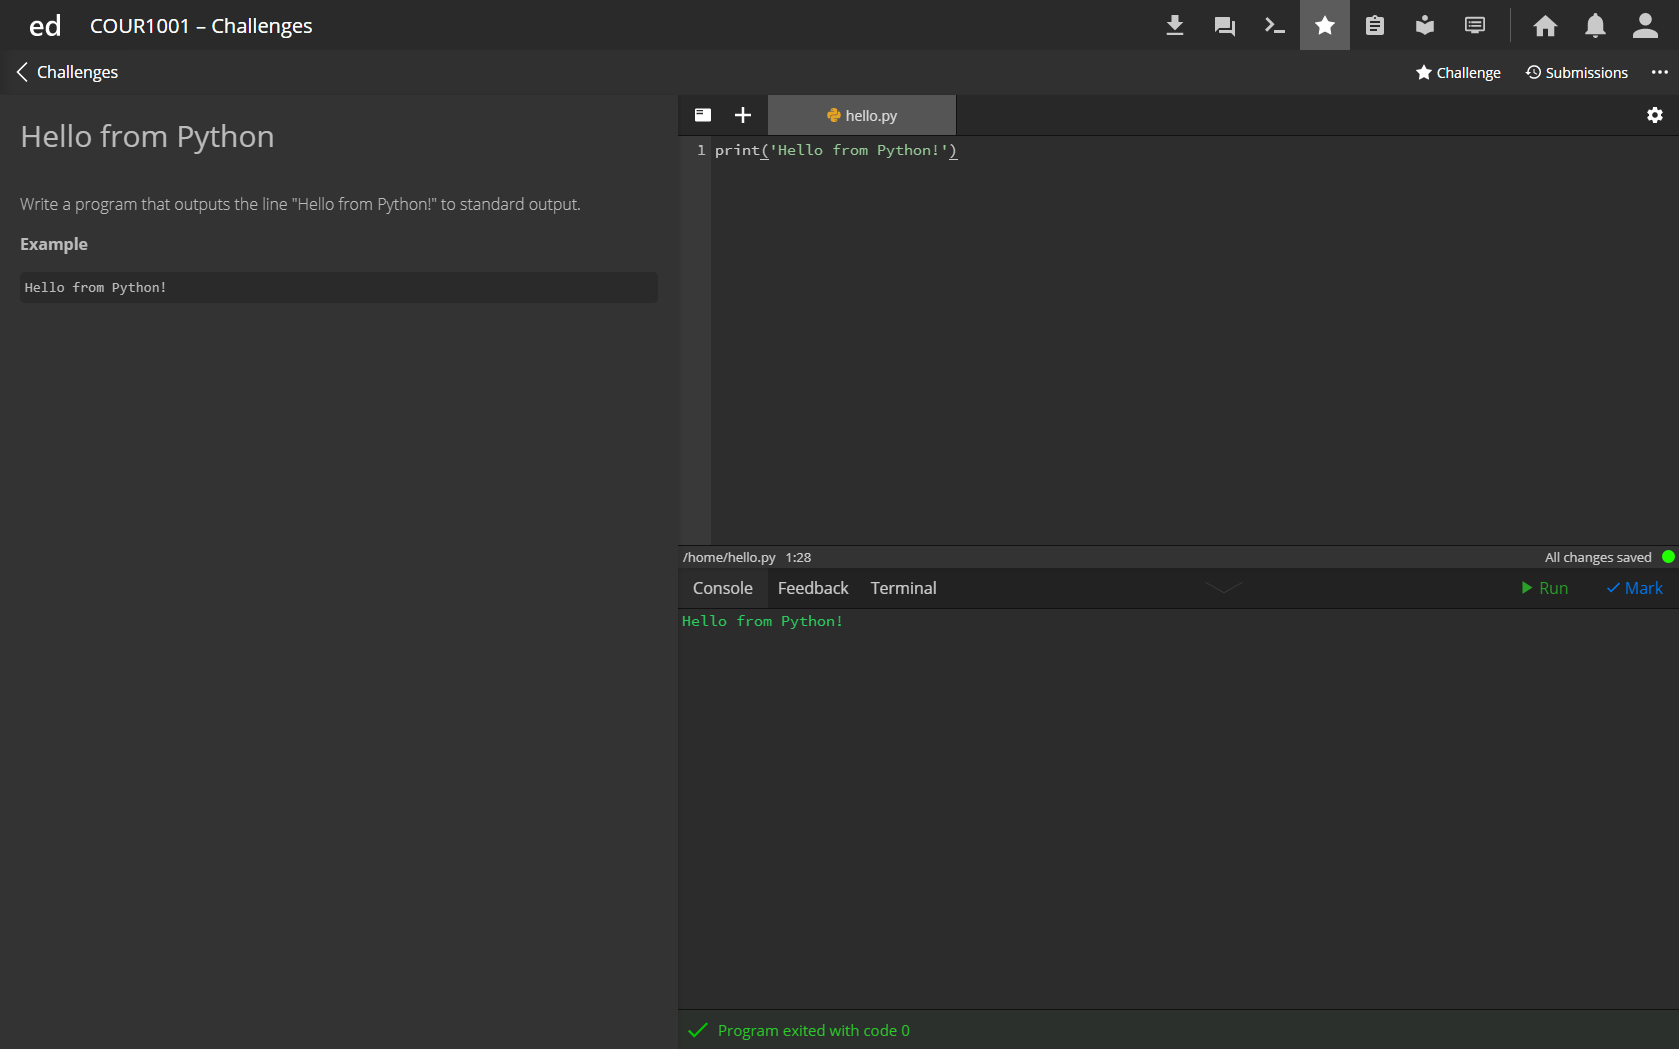 ed COUR1001 – Challenges
Challenges
Challenge Submissions
Hello from Python
Write a program that outputs the line "Hello from Python!" to standard output.
Example
Hello from Python!
hello.py
1 print('Hello from Python!')
/home/hello.py 1:28 All changes saved
Console Feedback Terminal Run Mark
Hello from Python!
Program exited with code 0